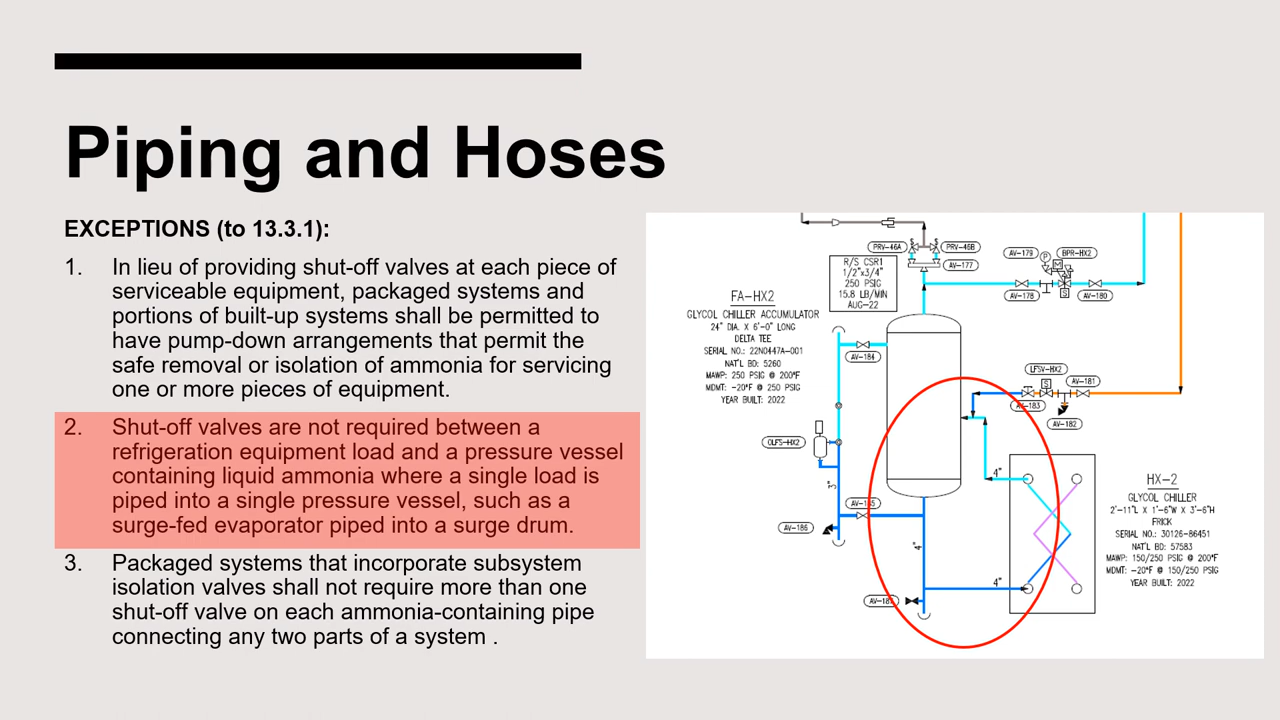 Piping and Hoses
EXCEPTIONS (to 13.3.1):
1. In lieu of providing shut-off valves at each piece of
serviceable equipment, packaged systems and
portions of built-up systems shall be permitted to
have pump-down arrangements that permit the
safe removal or isolation of ammonia for servicing
one or more pieces of equipment.
2. Shut-off valves are not required between a
refrigeration equipment load and a pressure vessel
containing liquid ammonia where a single load is
piped into a single pressure vessel, such as a
surge-fed evaporator piped into a surge drum.
3. Packaged systems that incorporate subsystem
isolation valves shall not require more than one
shut-off valve on each ammonia-containing pipe
connecting any two parts of a system .
PRV-46A
PRV-46B
AV-177
R/S CSR1
1/2"x3/4"
250 PSIG
15.8 LB/MIN
AUG-22
AV-179
P
M
BPR-HX2
AV-178
S
AV-180
FA-HX2
GLYCOL CHILLER ACCUMULATOR
24" DIA. X 6'-0" LONG
DELTA TEE
SERIAL NO.: 22N0447A-001
NAT'L BD: 5260
MAWP: 250 PSIG @ 200°F
MDMT: -20°F @ 250 PSIG
YEAR BUILT: 2022
AV-184
LFSV-HX2
S
AV-181
AV-183
AV-182
OLFS-HX2
3"
AV-186
4"
4"
4"
HX-2
GLYCOL CHILLER
2'-11"L X 1'-6"W X 3'-6"H
FRICK
SERIAL NO.: 30126-86451
NAT'L BD: 57583
MAWP: 150/250 PSIG @ 200°F
MDMT: -20°F @ 150/250 PSIG
YEAR BUILT: 2022